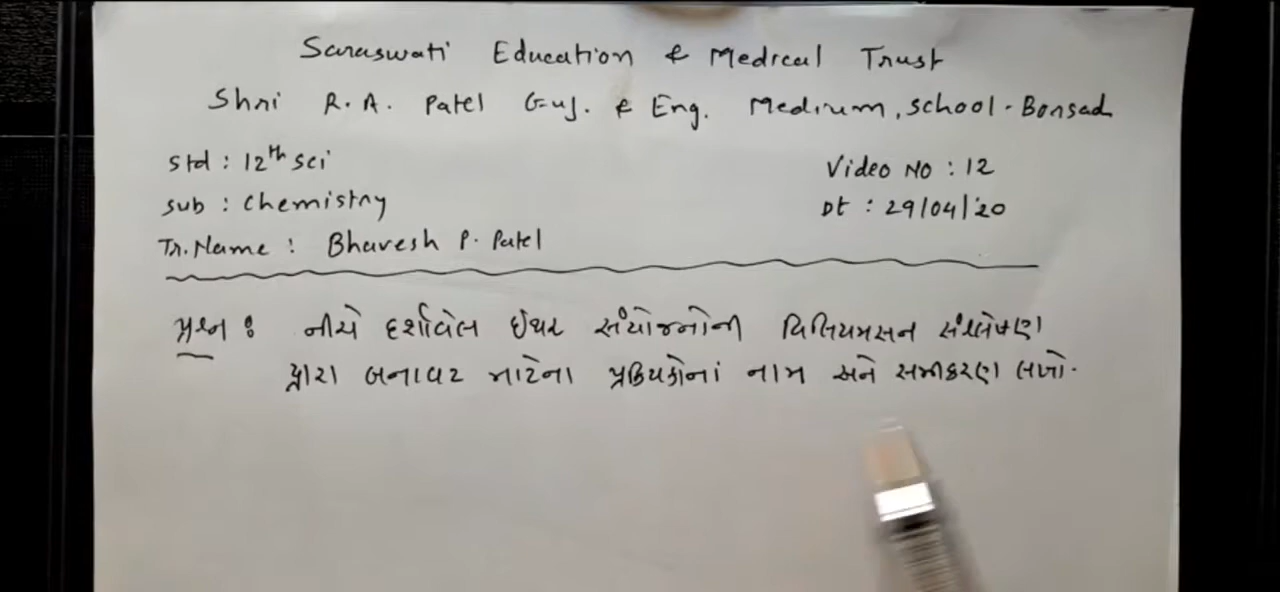 Saraswati Education & Medical Trust
Shri R.A. Patel Guj. & Eng. Medium, School - Borsad
Std : 12th Sci
Video No : 12
Sub : Chemistry
Dt : 29/04/20
Tr. Name : Bhavesh P. Patel
પ્રશ્ન : નીચે દર્શાવેલ ઈથર સંયોજનોની વિલિયમસન સંશ્લેષણ
દ્વારા બનાવટ માટેના પ્રક્રિયકોનાં નામ અને સમીકરણ લખો.